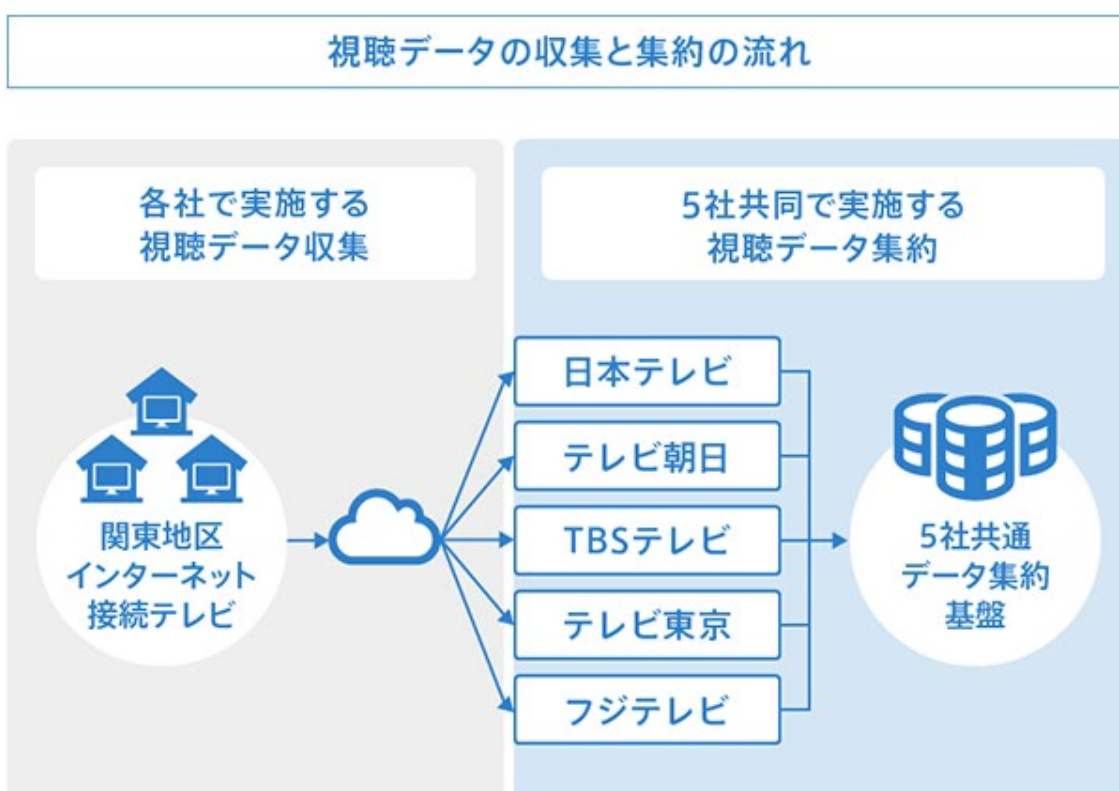 視聴データの収集と集約の流れ
各社で実施する
視聴データ収集
5社共同で実施する
視聴データ集約
関東地区
インターネット
接続テレビ
日本テレビ
テレビ朝日
TBSテレビ
テレビ東京
フジテレビ
5社共通
データ集約
基盤